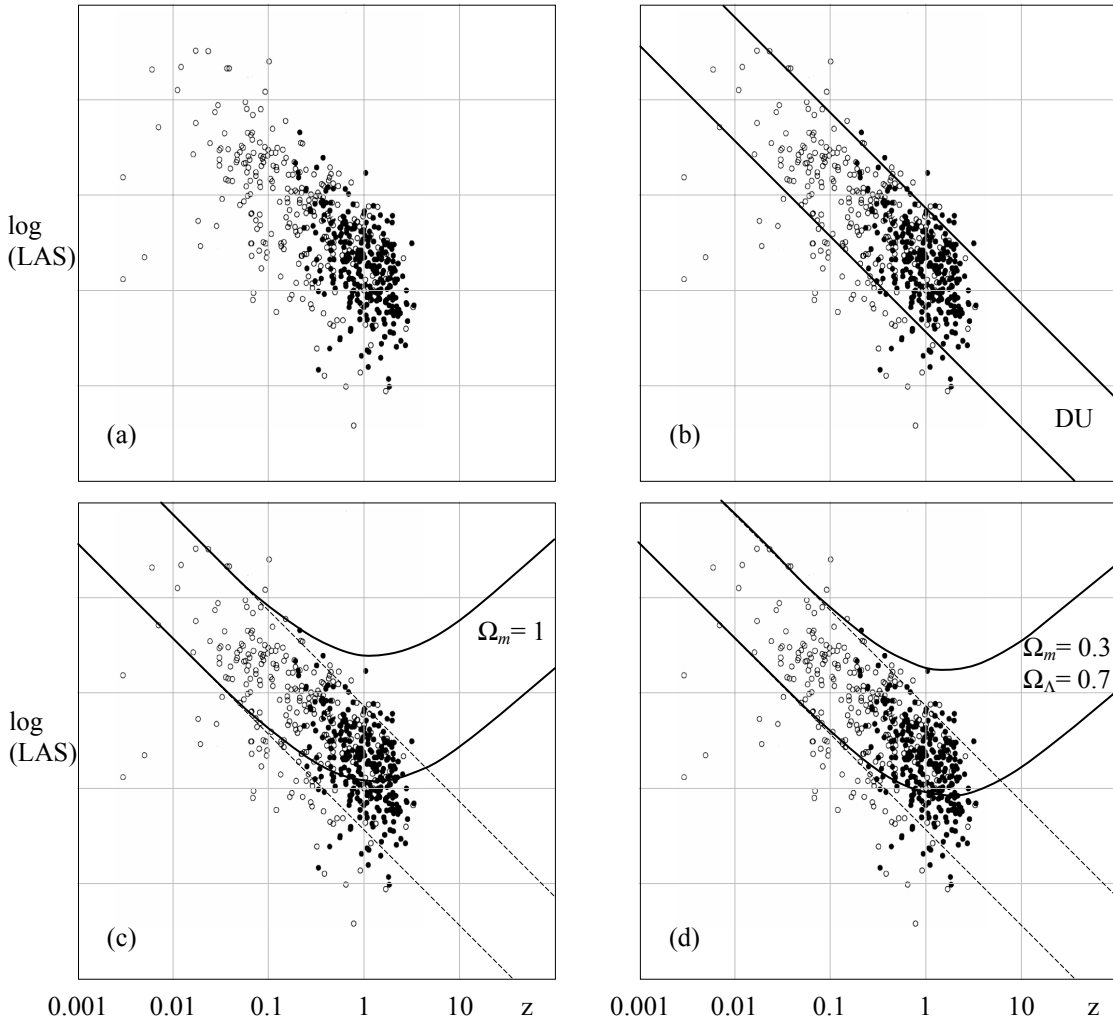 log
(LAS)
(a)
(b)
DU
log
(LAS)
Ωm= 1
(c)
Ωm= 0.3
ΩΛ= 0.7
(d)
0.001 0.01 0.1 1 10 z
0.001 0.01 0.1 1 10 z